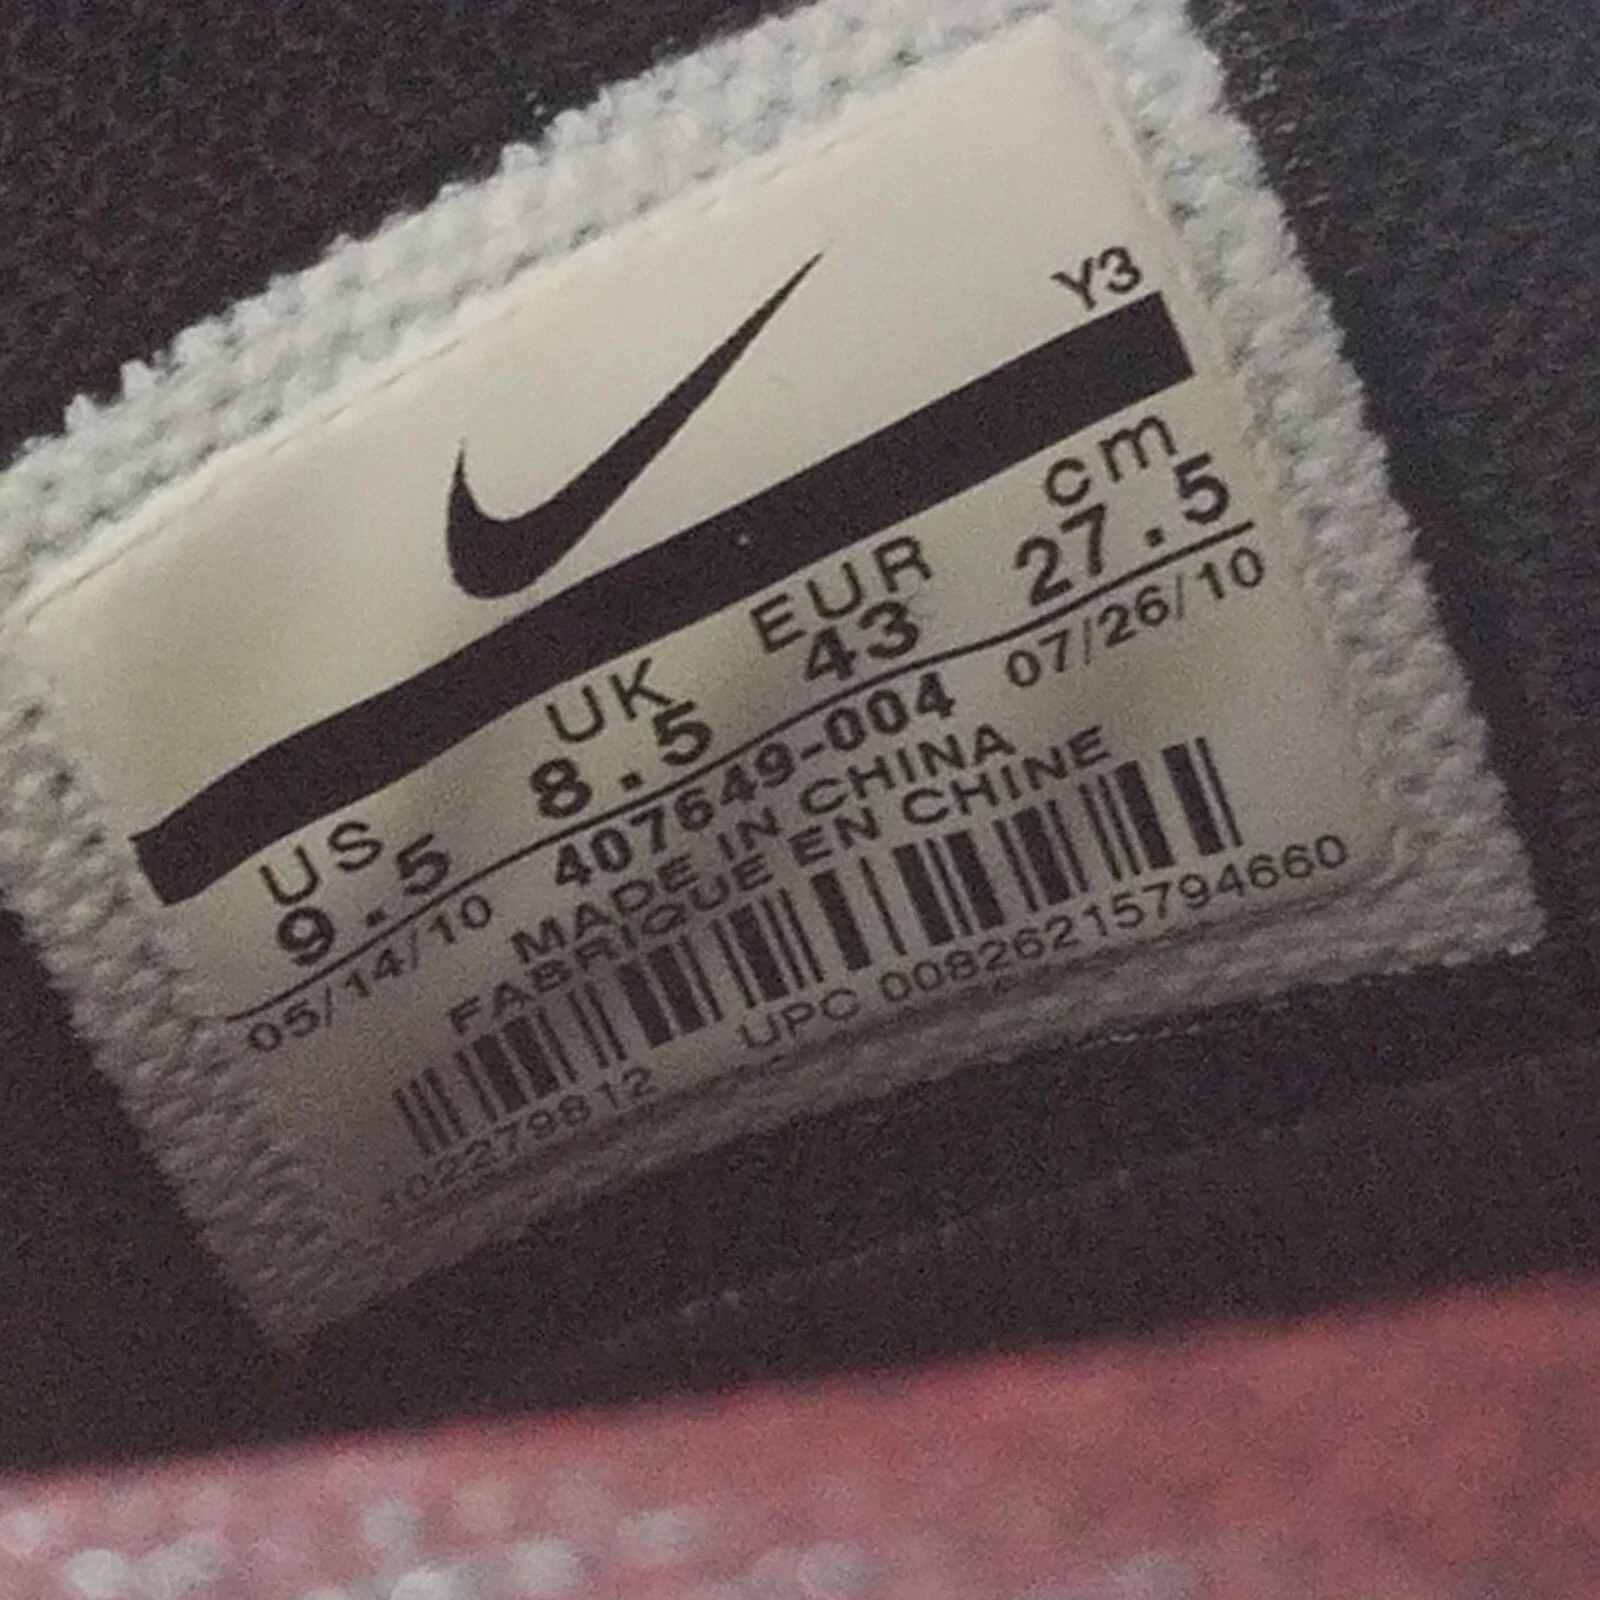 Y3
US UK EUR cm
9.5 8.5 43 27.5
05/14/10 407649-004 07/26/10
MADE IN CHINA
FABRIQUE EN CHINE
1022279812 UPC 00826215794660